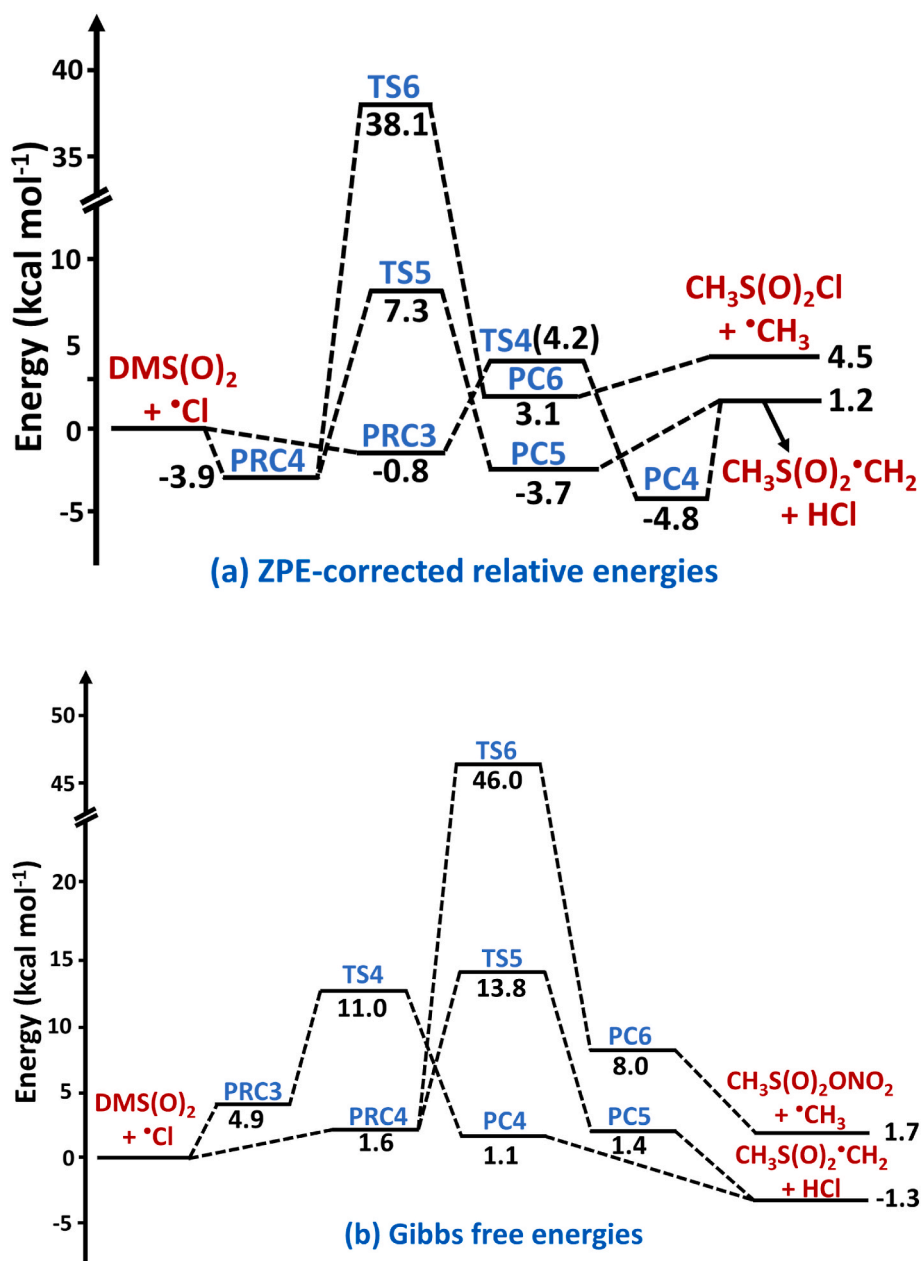 40
TS6
38.1
35
Energy (kcal mol⁻¹)
10
TS5
7.3
CH₃S(O)₂Cl
+ •CH₃
4.5
5
TS4(4.2)
DMS(O)₂
+ •Cl
PC6
3.1
1.2
0
PRC3
-0.8
-3.9
PRC4
PC5
-3.7
CH₃S(O)₂•CH₂
+ HCl
PC4
-4.8
-5
(a) ZPE-corrected relative energies
50
TS6
46.0
45
Energy (kcal mol⁻¹)
20
15
TS4
11.0
TS5
13.8
10
PC6
8.0
5
PRC3
4.9
DMS(O)₂
+ •Cl
PRC4
1.6
PC4
1.1
PC5
1.4
CH₃S(O)₂ONO₂
+ •CH₃
1.7
0
CH₃S(O)₂•CH₂
+ HCl
-1.3
-5
(b) Gibbs free energies